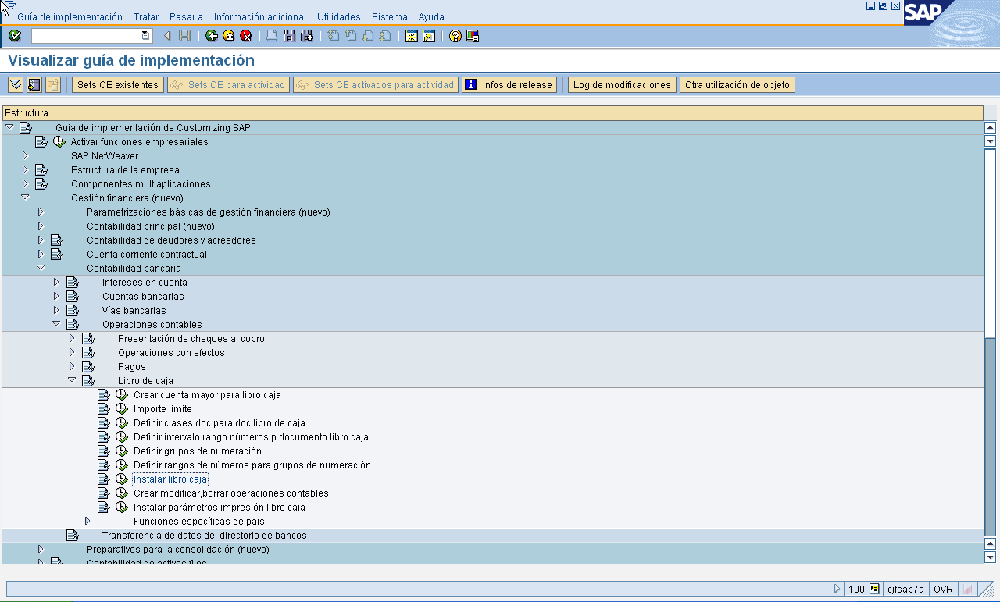 Guía de implementación Tratar Pasar a Información adicional Utilidades Sistema Ayuda
SAP
Visualizar guía de implementación
Sets CE existentes Sets CE para actividad Sets CE activados para actividad Infos de release Log de modificaciones Otra utilización de objeto
Estructura
Guía de implementación de Customizing SAP
Activar funciones empresariales
SAP NetWeaver
Estructura de la empresa
Componentes multiaplicaciones
Gestión financiera (nuevo)
Parametrizaciones básicas de gestión financiera (nuevo)
Contabilidad principal (nuevo)
Contabilidad de deudores y acreedores
Cuenta corriente contractual
Contabilidad bancaria
Intereses en cuenta
Cuentas bancarias
Vías bancarias
Operaciones contables
Presentación de cheques al cobro
Operaciones con efectos
Pagos
Libro de caja
Crear cuenta mayor para libro caja
Importe límite
Definir clases doc.para doc.libro de caja
Definir intervalo rango números p.documento libro caja
Definir grupos de numeración
Definir rangos de números para grupos de numeración
Instalar libro caja
Crear,modificar,borrar operaciones contables
Instalar parámetros impresión libro caja
Funciones específicas de país
Transferencia de datos del directorio de bancos
Preparativos para la consolidación (nuevo)
Contabilidad de activos fijos
100 cjfsap7a OVR